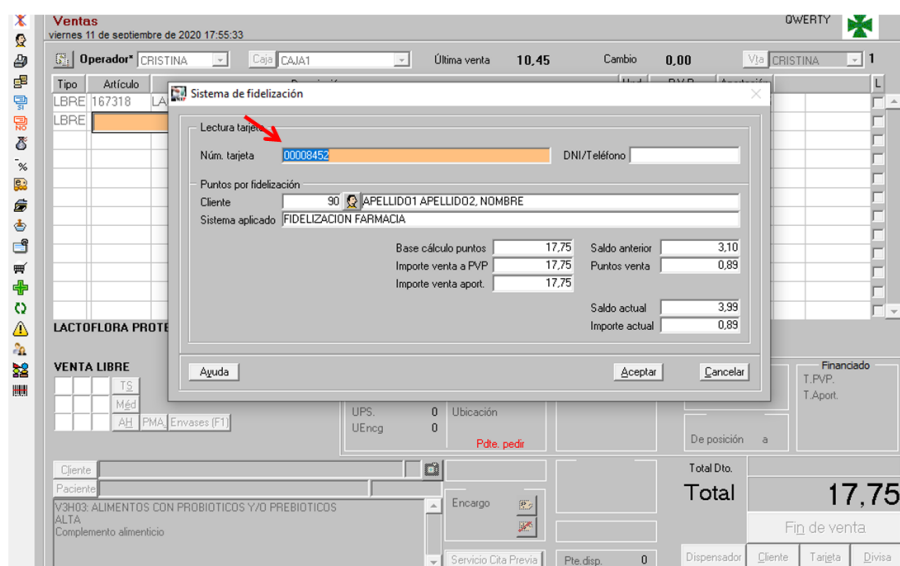 Ventas
QWERTY
viernes 11 de septiembre de 2020 17:55:33
Operador* CRISTINA Caja CAJA1 Última venta 10,45 Cambio 0,00 Vta CRISTINA 1
Tipo Artículo L
LBRE 167318 LA
LBRE
Sistema de fidelización
Lectura tarjeta
Núm. tarjeta 00008452 DNI/Teléfono
Puntos por fidelización
Cliente 90 APELLIDO1 APELLIDO2, NOMBRE
Sistema aplicado FIDELIZACION FARMACIA
Base cálculo puntos 17,75 Saldo anterior 3,10
Importe venta a PVP 17,75 Puntos venta 0,89
Importe venta aport. 17,75
Saldo actual 3,99
Importe actual 0,89
Ayuda Aceptar Cancelar
SI
NO
%
LACTOFLORA PROTE
VENTA LIBRE
Financiado
TS T.PVP.
Méd T.Aport.
AH PMA Envases (F1)
UPS. 0 Ubicación
UEncg 0
Pdte. pedir
De posición a
Cliente
Paciente
Total Dto.
Total 17,75
V3H03: ALIMENTOS CON PROBIOTICOS Y/O PREBIOTICOS
ALTA
Complemento alimenticio
Encargo
Fin de venta
Servicio Cita Previa Pte.disp. 0 Dispensador Cliente Tarjeta Divisa